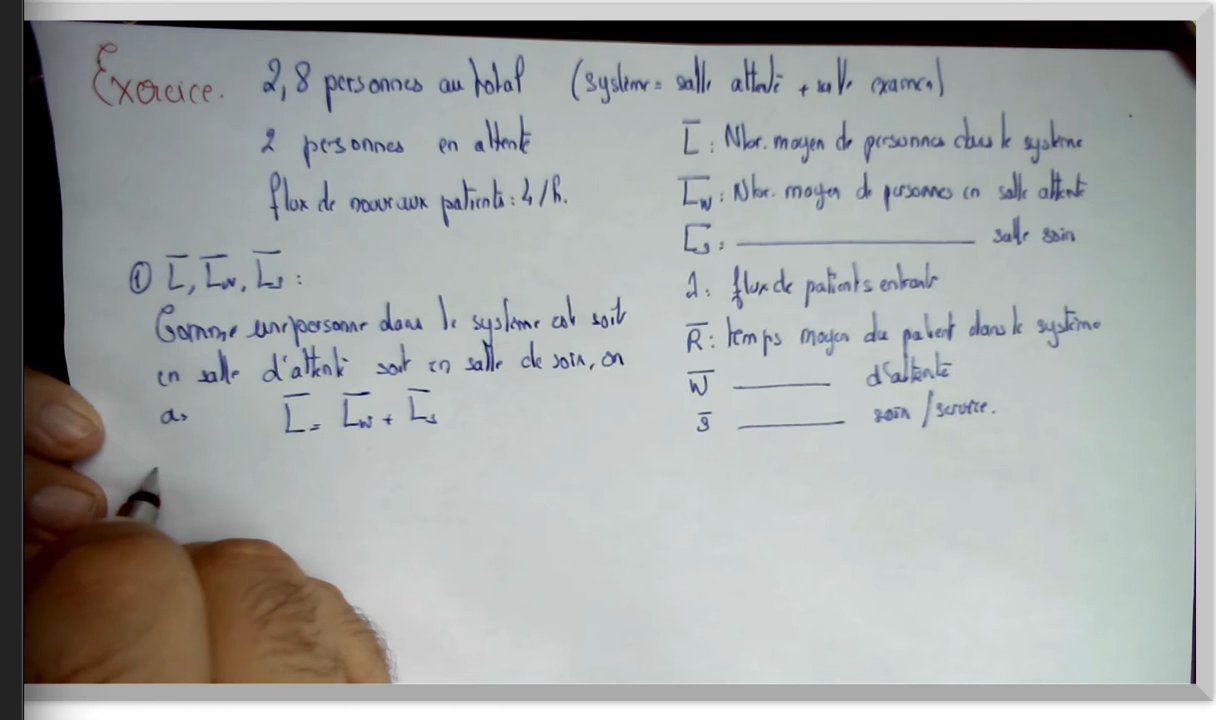 Exercice. 2,8 personnes au total (système = salle attente + salle examen)
2 personnes en attente
flux de nouveaux patients : 4/h.
L̅ : Nbr. moyen de personnes dans le système
L̅w : Nbr. moyen de personnes en salle attente
L̅s : ________ salle soin
λ : flux de patients entrants
R̅ : temps moyen du patient dans le système
W̅ ________ d'attente
S̅ ________ soin / service.
① L̅, L̅w, L̅s :
Comme une personne dans le système est soit
en salle d'attente soit en salle de soin, on
a :
L̅ = L̅w + L̅s